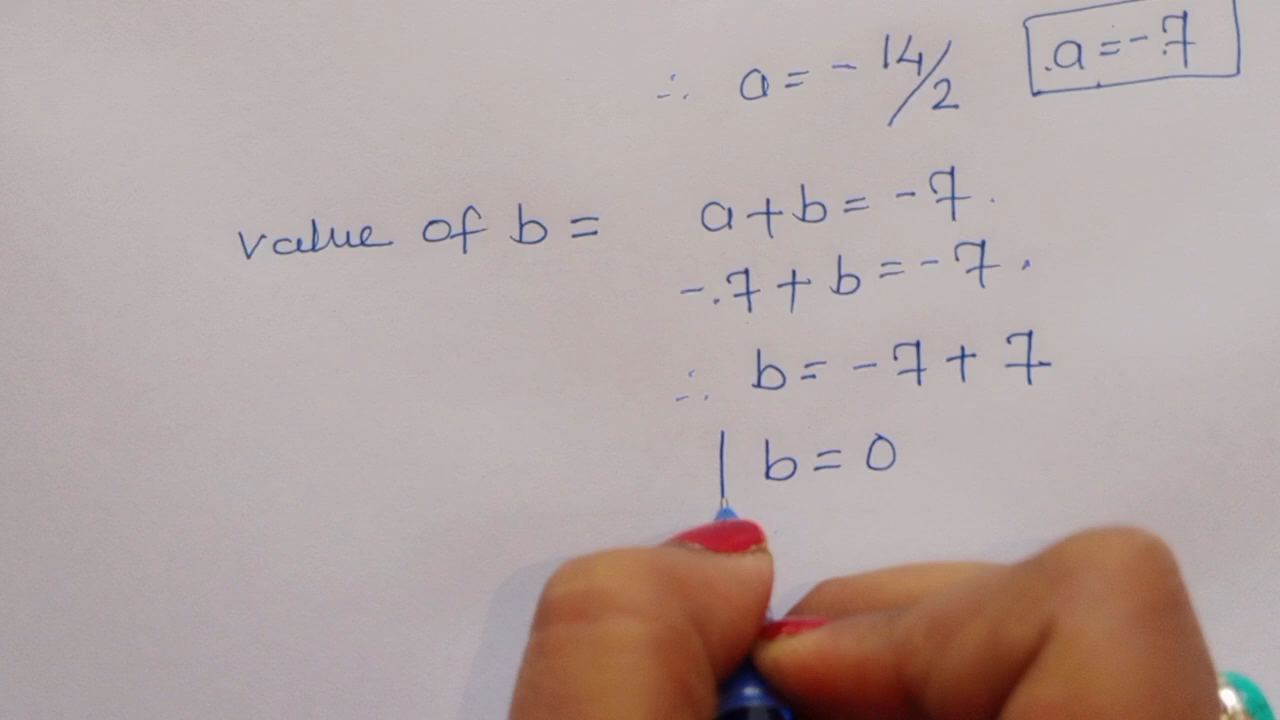 ∴ a = - 14/2 a = -7
value of b = a + b = -7.
-7 + b = -7.
∴ b = -7 + 7
b = 0